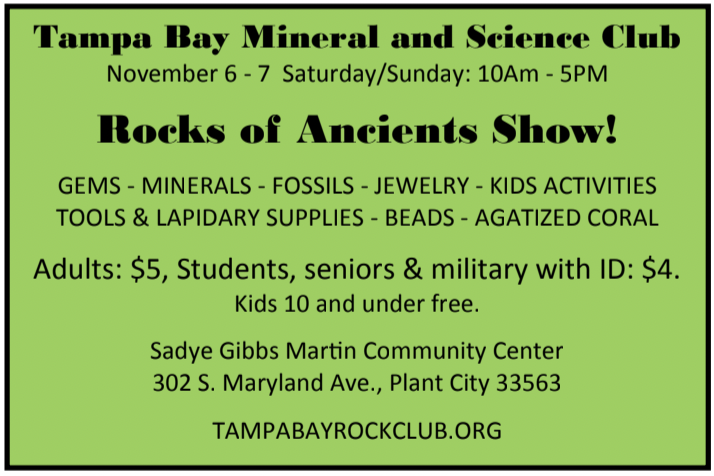 Tampa Bay Mineral and Science Club
November 6 - 7 Saturday/Sunday: 10Am - 5PM
Rocks of Ancients Show!
GEMS - MINERALS - FOSSILS - JEWELRY - KIDS ACTIVITIES
TOOLS & LAPIDARY SUPPLIES - BEADS - AGATIZED CORAL
Adults: $5, Students, seniors & military with ID: $4.
Kids 10 and under free.
Sadye Gibbs Martin Community Center
302 S. Maryland Ave., Plant City 33563
TAMPABAYROCKCLUB.ORG